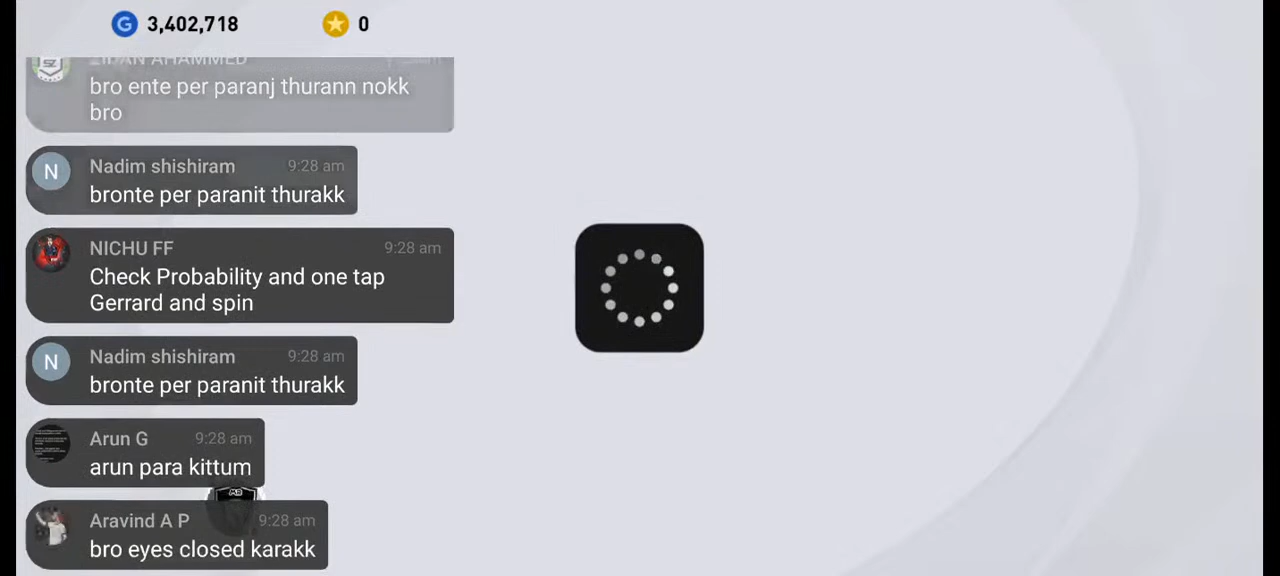 3,402,718
0
ZIDAN AHAMMED
bro ente per paranj thurann nokk
bro
N
Nadim shishiram 9:28 am
bronte per paranit thurakk
NICHU FF 9:28 am
Check Probability and one tap
Gerrard and spin
N
Nadim shishiram 9:28 am
bronte per paranit thurakk
Arun G 9:28 am
arun para kittum
Aravind A P 9:28 am
bro eyes closed karakk